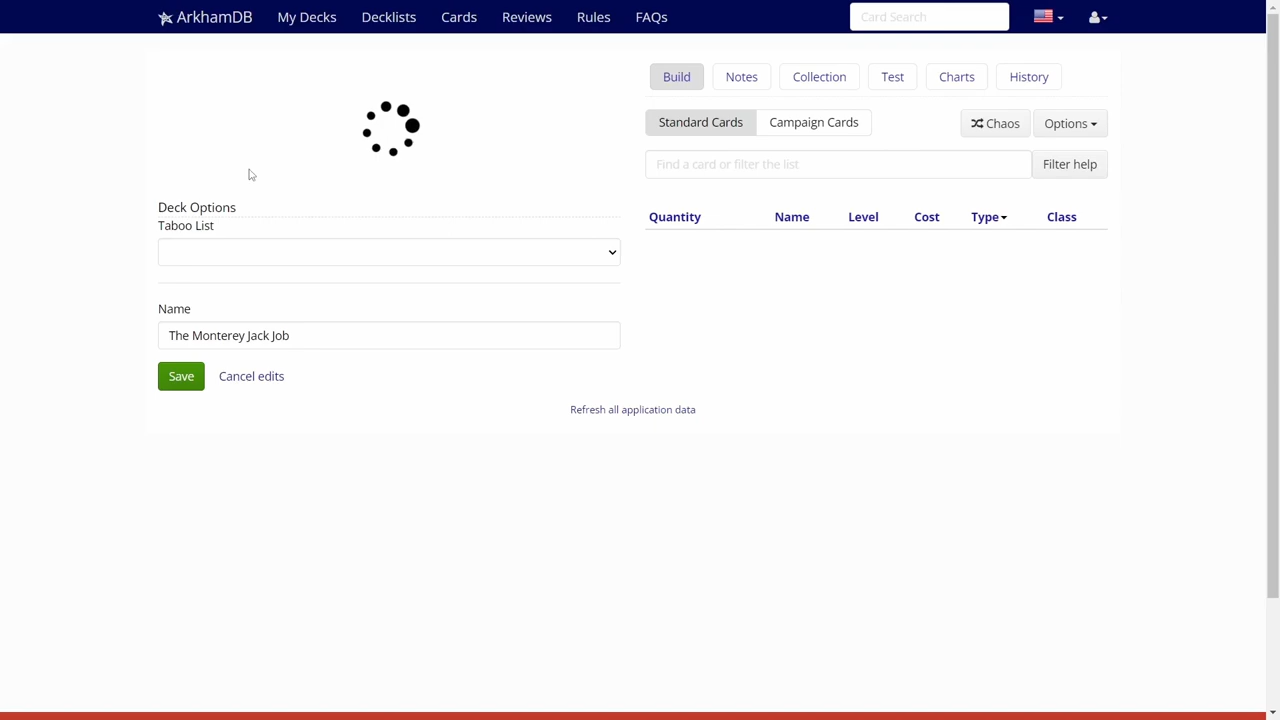 ArkhamDB My Decks Decklists Cards Reviews Rules FAQs Card Search
Build Notes Collection Test Charts History
Standard Cards Campaign Cards Chaos Options
Find a card or filter the list Filter help
Deck Options
Taboo List
Quantity Name Level Cost Type Class
Name
The Monterey Jack Job
Save Cancel edits
Refresh all application data